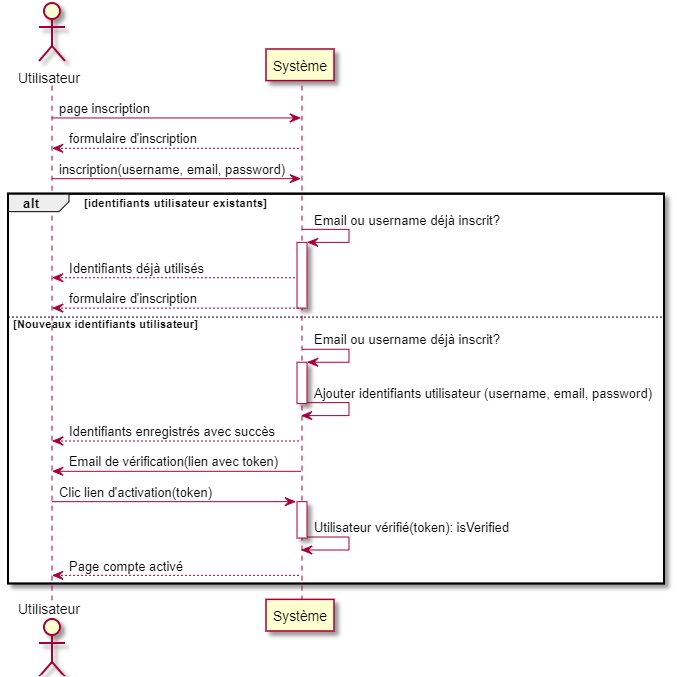 Utilisateur
Système
page inscription
formulaire d'inscription
inscription(username, email, password)
alt [identifiants utilisateur existants]
Email ou username déjà inscrit?
Identifiants déjà utilisés
formulaire d'inscription
[Nouveaux identifiants utilisateur]
Email ou username déjà inscrit?
Ajouter identifiants utilisateur (username, email, password)
Identifiants enregistrés avec succès
Email de vérification(lien avec token)
Clic lien d'activation(token)
Utilisateur vérifié(token): isVerified
Page compte activé
Utilisateur
Système